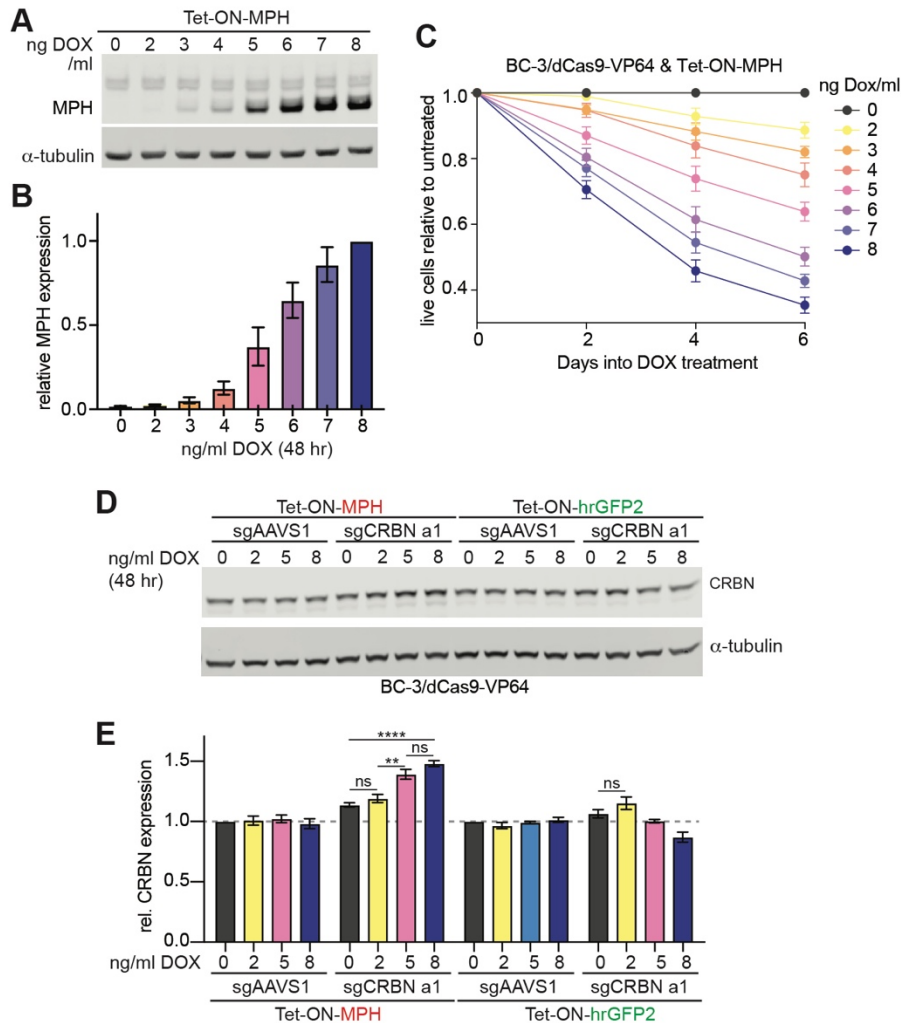 A
Tet-ON-MPH
ng DOX 0 2 3 4 5 6 7 8
/ml
MPH
α-tubulin
B
relative MPH expression
1.0
0.5
0.0
0 2 3 4 5 6 7 8
ng/ml DOX (48 hr)
C
BC-3/dCas9-VP64 & Tet-ON-MPH
live cells relative to untreated
1.0
0.8
0.6
0.4
0 2 4 6
Days into DOX treatment
ng Dox/ml
0
2
3
4
5
6
7
8
D
Tet-ON-MPH Tet-ON-hrGFP2
sgAAVS1 sgCRBN a1 sgAAVS1 sgCRBN a1
ng/ml DOX 0 2 5 8 0 2 5 8 0 2 5 8 0 2 5 8
(48 hr)
CRBN
α-tubulin
BC-3/dCas9-VP64
E
rel. CRBN expression
1.5
1.0
0.5
0.0
****
ns
**
ns
ns
0 2 5 8 0 2 5 8 0 2 5 8 0 2 5 8
ng/ml DOX
sgAAVS1 sgCRBN a1 sgAAVS1 sgCRBN a1
Tet-ON-MPH Tet-ON-hrGFP2